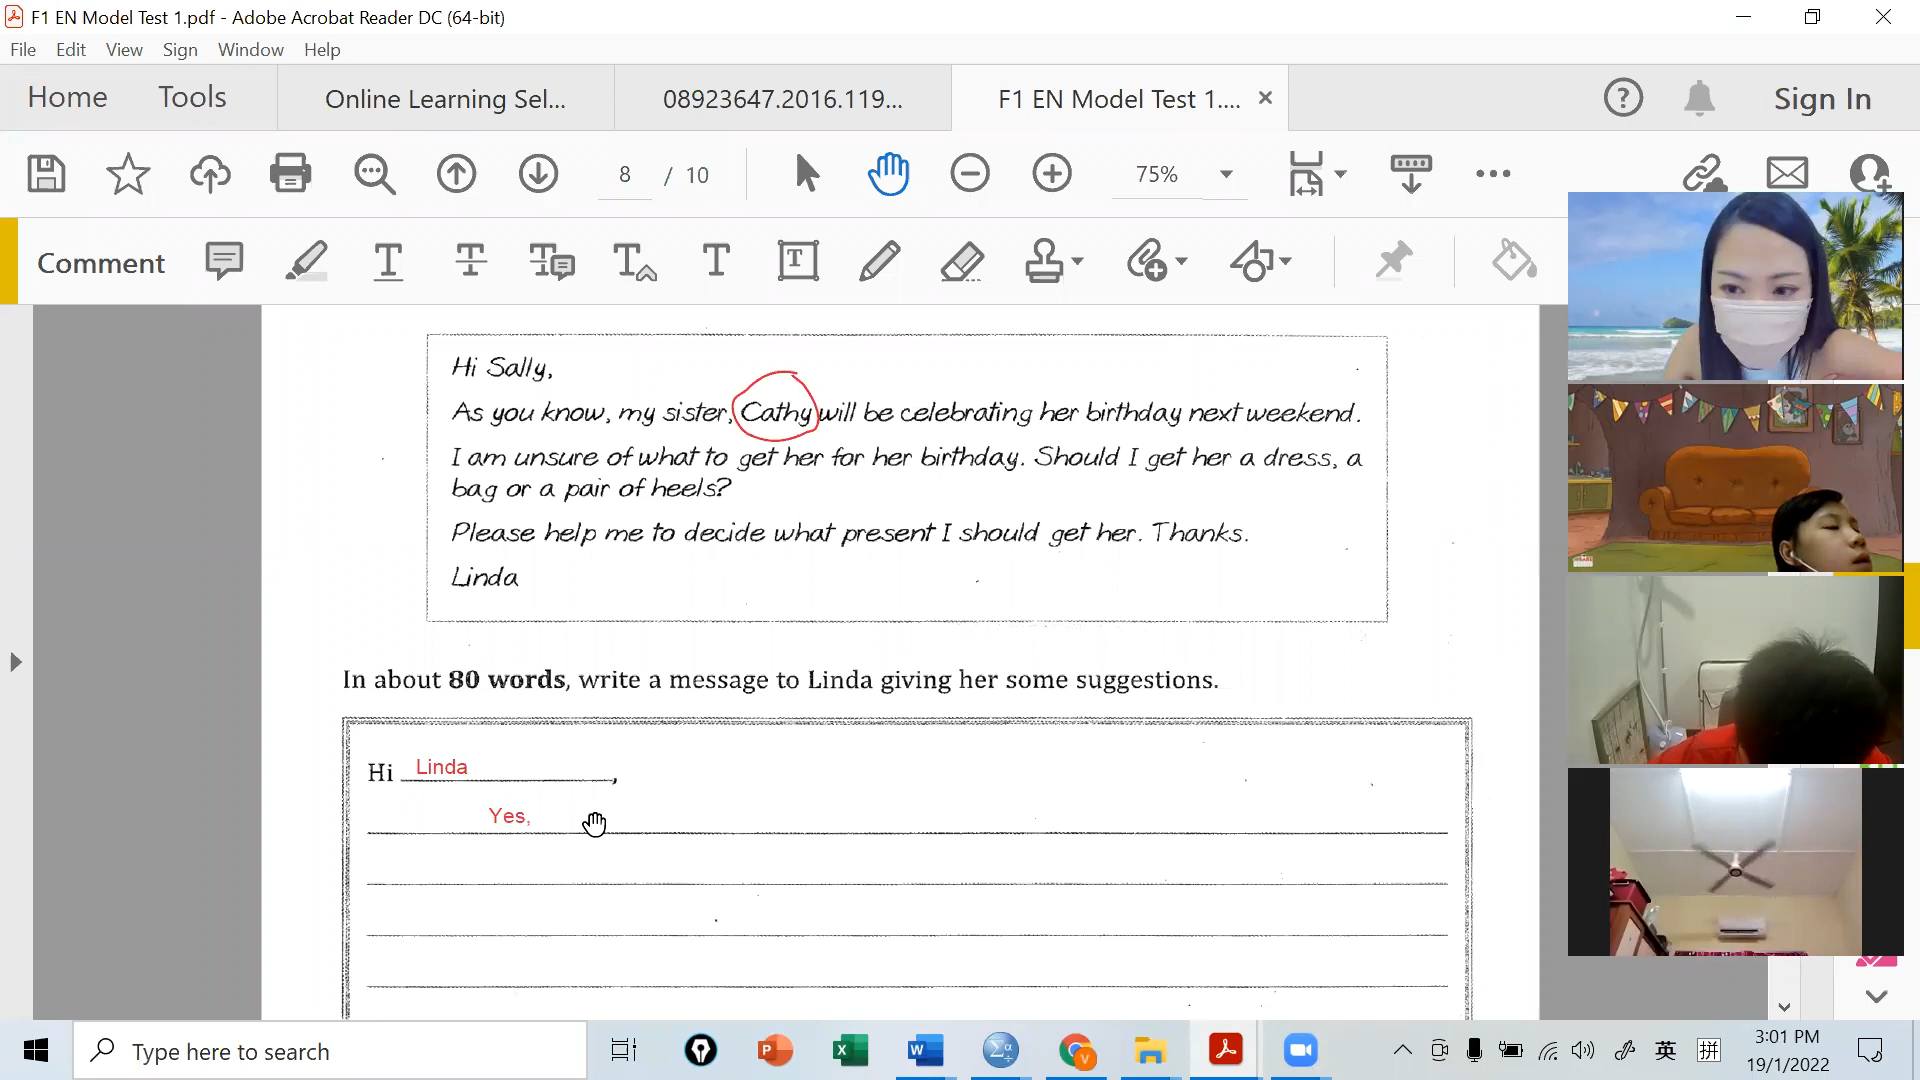 F1 EN Model Test 1.pdf - Adobe Acrobat Reader DC (64-bit)
File Edit View Sign Window Help
Home Tools Online Learning Sel... 08923647.2016.119... F1 EN Model Test 1.... Sign In
8 / 10 75%
Comment
Hi Sally,
As you know, my sister, Cathy will be celebrating her birthday next weekend.
I am unsure of what to get her for her birthday. Should I get her a dress, a
bag or a pair of heels?
Please help me to decide what present I should get her. Thanks.
Linda
In about 80 words, write a message to Linda giving her some suggestions.
Hi Linda,
Yes,
Type here to search
英 拼
3:01 PM
19/1/2022